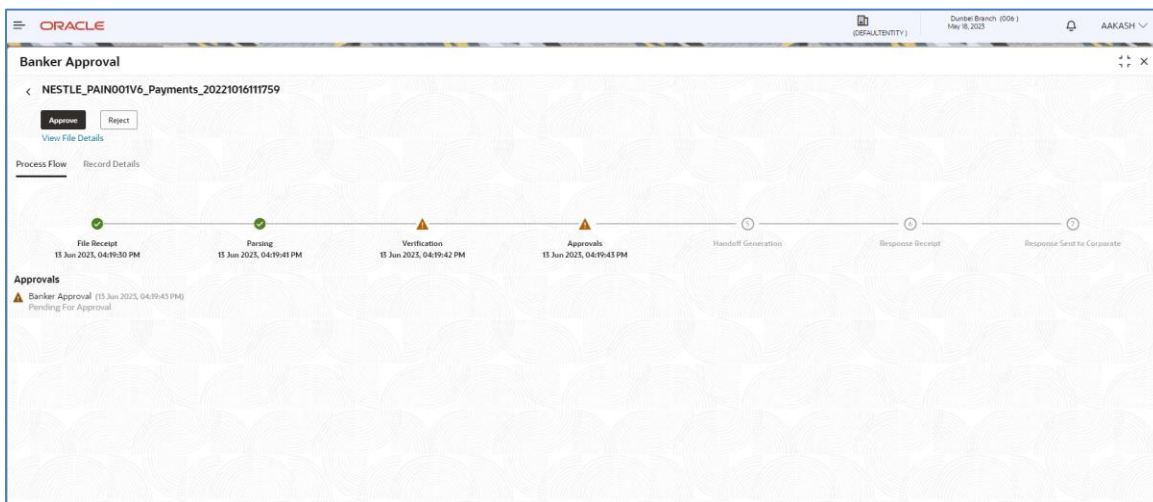 ORACLE
(DEFAULTENTITY)
Dunbel Branch (006 )
May 18, 2023
AAKASH
Banker Approval
NESTLE_PAIN001V6_Payments_20221016111759
Approve Reject
View File Details
Process Flow Record Details
5 6 7
File Receipt Parsing Verification Approvals Handoff Generation Response Receipt Response Sent to Corporate
13 Jun 2023, 04:19:30 PM 13 Jun 2023, 04:19:41 PM 13 Jun 2023, 04:19:42 PM 13 Jun 2023, 04:19:43 PM
Approvals
Banker Approval (13 Jun 2023, 04:19:43 PM)
Pending For Approval